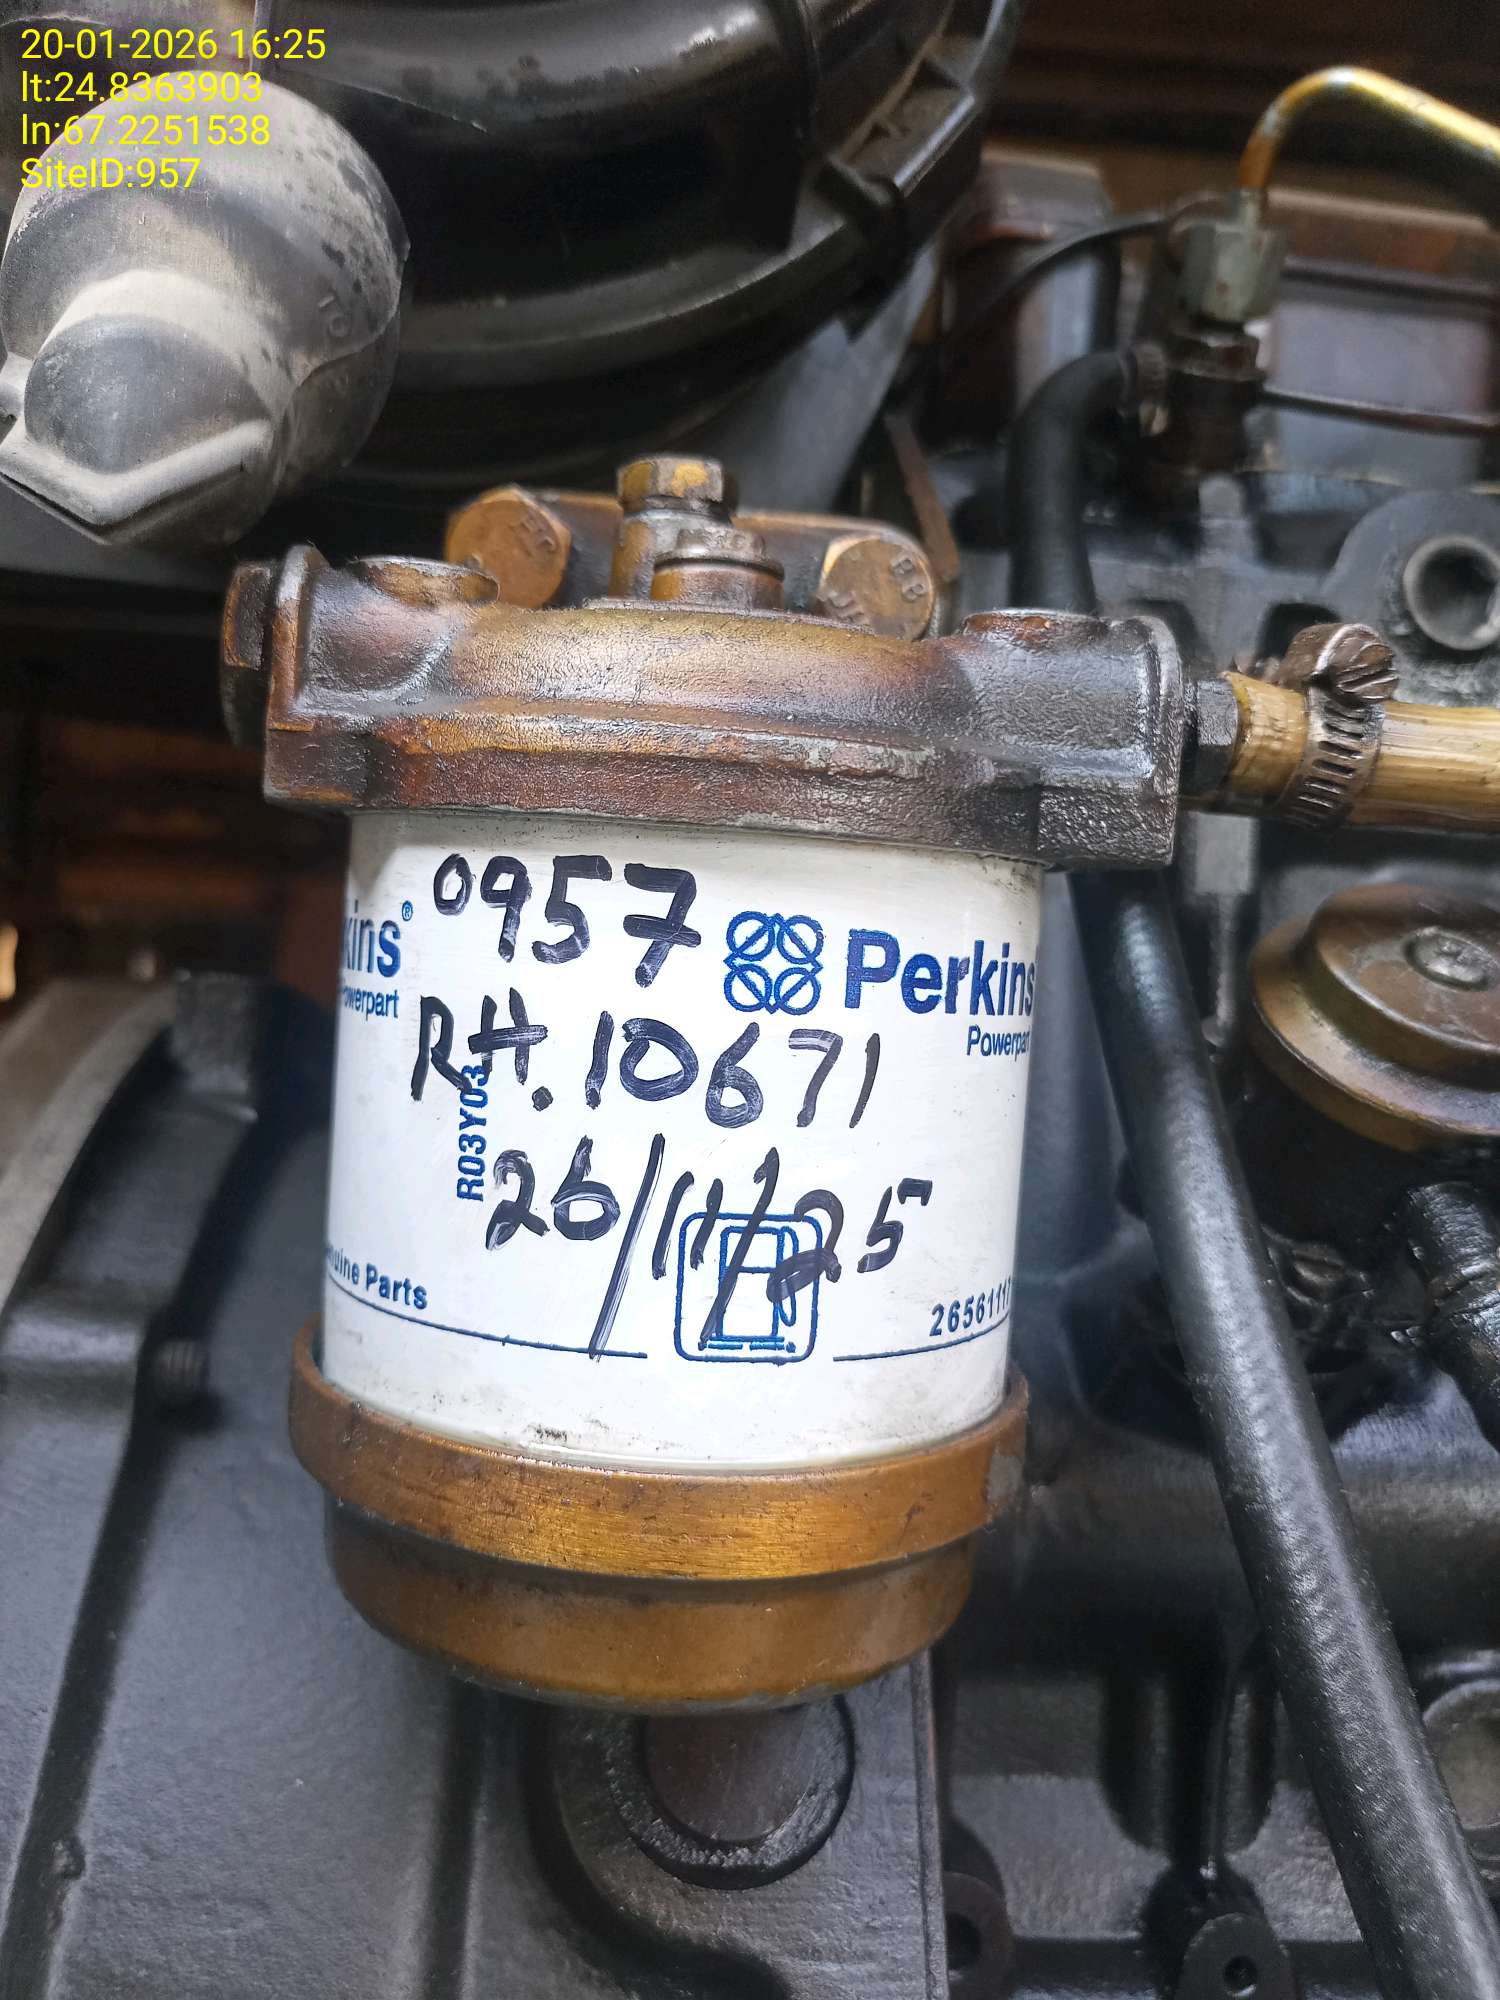 20-01-2026 16:25
lt:24.8363903
ln:67.2251538
SiteID:957
0957
kins®
Powerpart
Perkins
Powerpart
RH.10671
R03Y03
26/11/25
Genuine Parts
2656111